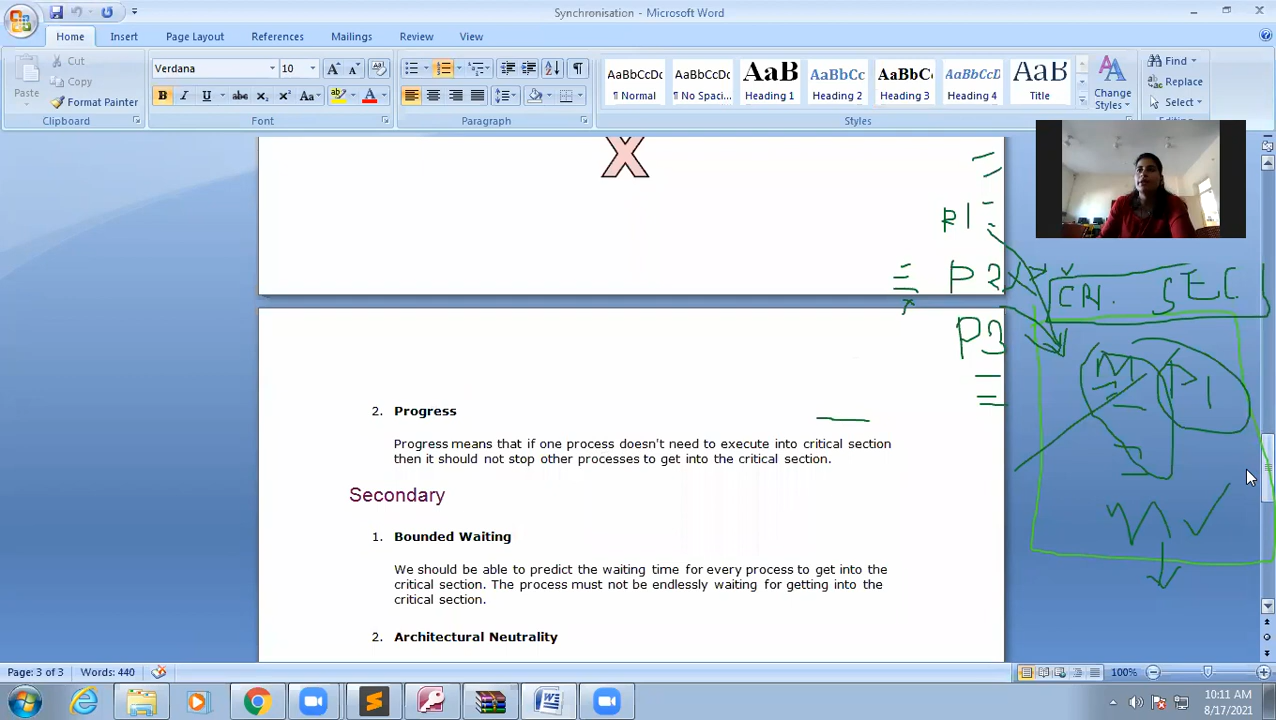 Synchronisation - Microsoft Word
Home Insert Page Layout References Mailings Review View
Paste
Cut
Copy
Format Painter
Clipboard
Verdana 10
Font
Paragraph
AaBbCcDc AaBbCcDc AaB AaBbCc AaBbCc AaBbCcD AaB
¶ Normal ¶ No Spaci... Heading 1 Heading 2 Heading 3 Heading 4 Title
Change Styles
Styles
Find
Replace
Select
Editing
X
P1
P2
CR. SEC
P3
M P1
M
2. Progress
Progress means that if one process doesn't need to execute into critical section
then it should not stop other processes to get into the critical section.
Secondary
1. Bounded Waiting
We should be able to predict the waiting time for every process to get into the
critical section. The process must not be endlessly waiting for getting into the
critical section.
2. Architectural Neutrality
Page: 3 of 3 Words: 440 100%
10:11 AM
8/17/2021